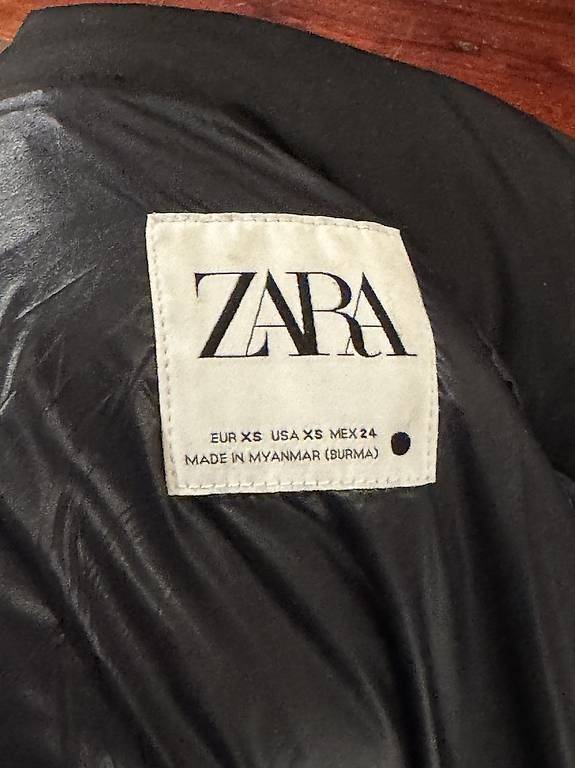 ZARA
EUR XS USA XS MEX 24
MADE IN MYANMAR (BURMA)